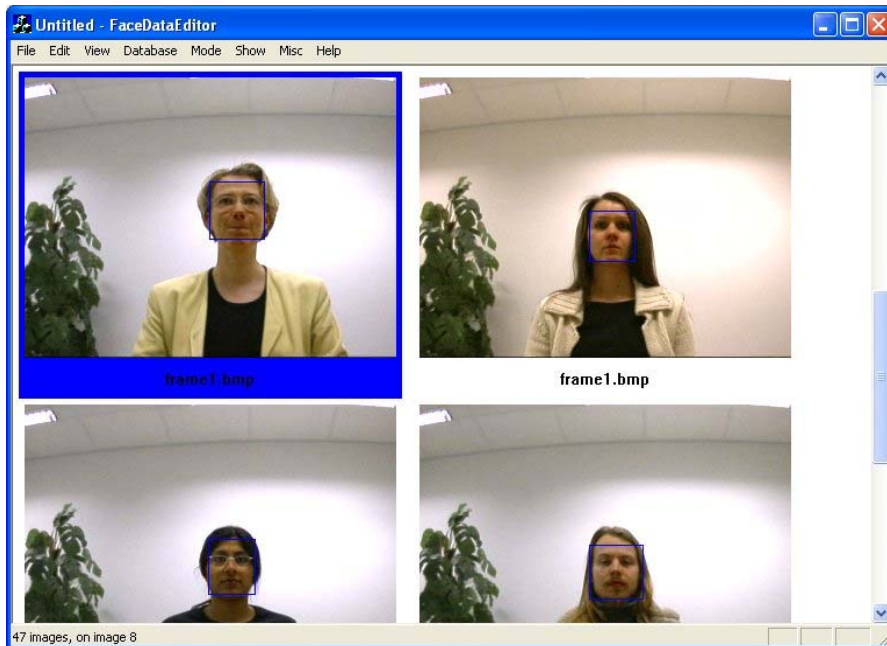 Untitled - FaceDataEditor
File Edit View Database Mode Show Misc Help
frame1.bmp frame1.bmp
47 images, on image 8